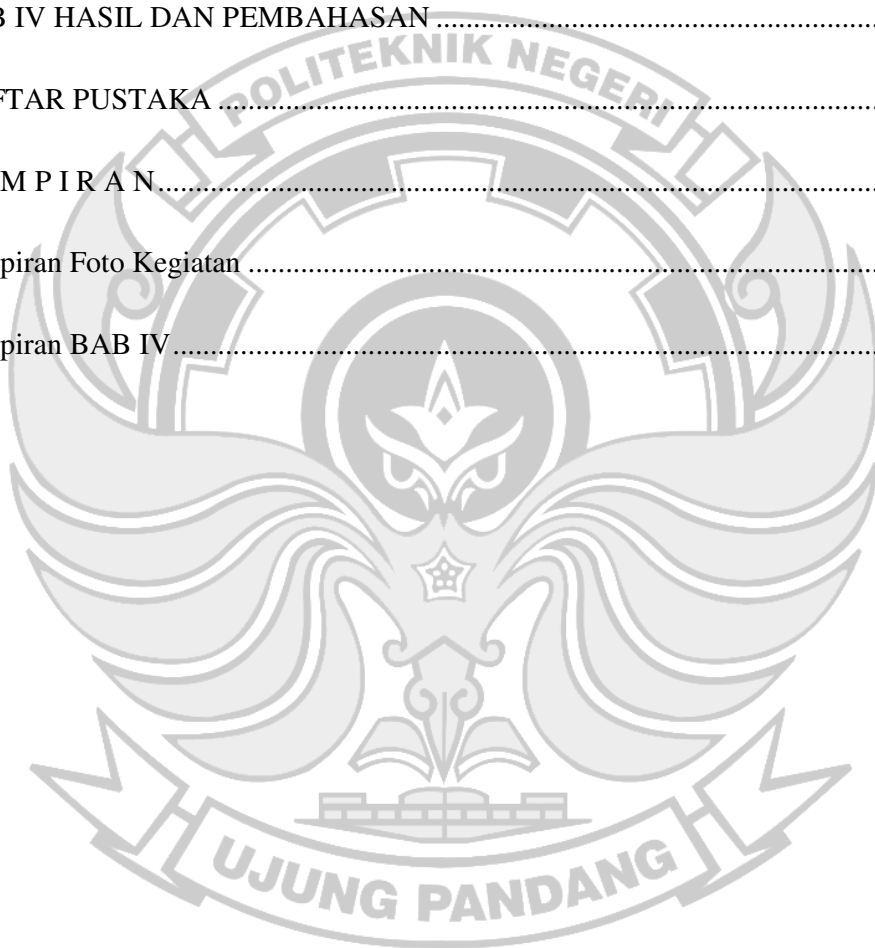 B IV HASIL DAN PEMBAHASAN ........................................................
FTAR PUSTAKA ........................................................
M P I R A N ........................................................
piran Foto Kegiatan ........................................................
piran BAB IV ........................................................
POLITEKNIK NEGERI
UJUNG PANDANG